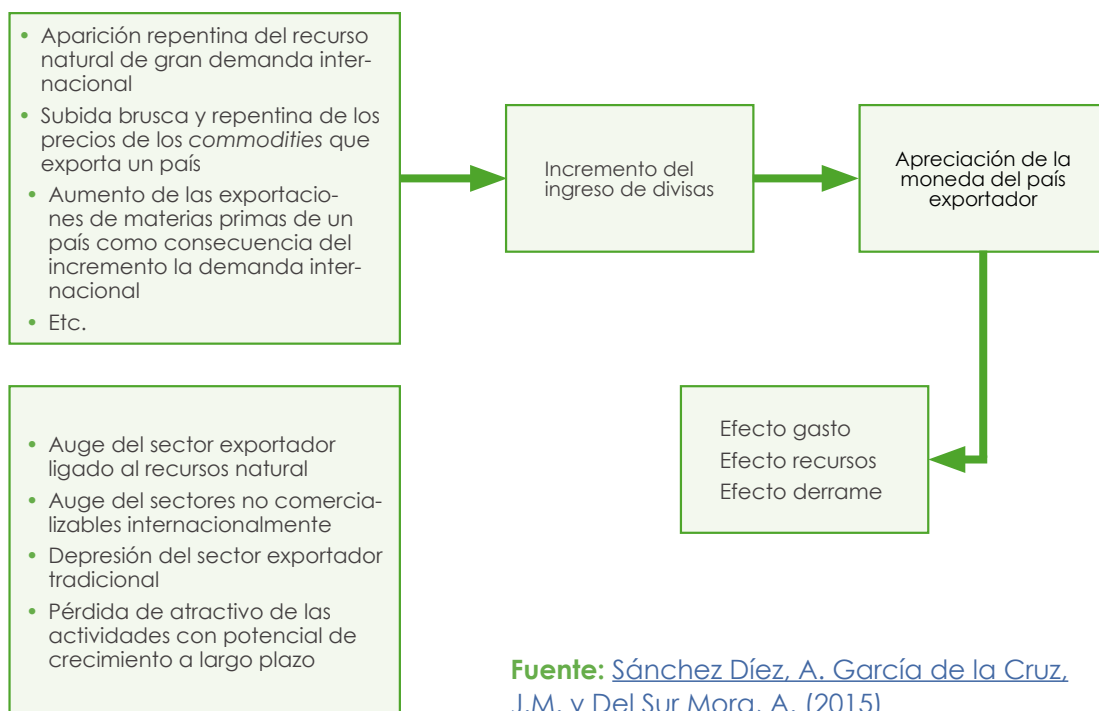 • Aparición repentina del recurso
natural de gran demanda inter-
nacional
• Subida brusca y repentina de los
precios de los commodities que
exporta un país
• Aumento de las exportacio-
nes de materias primas de un
país como consecuencia del
incremento la demanda inter-
nacional
• Etc.
Incremento del
ingreso de divisas
Apreciación de la
moneda del país
exportador
Efecto gasto
Efecto recursos
Efecto derrame
• Auge del sector exportador
ligado al recursos natural
• Auge del sectores no comercia-
lizables internacionalmente
• Depresión del sector exportador
tradicional
• Pérdida de atractivo de las
actividades con potencial de
crecimiento a largo plazo
Fuente: Sánchez Díez, A. García de la Cruz,
J.M. y Del Sur Mora, A. (2015)